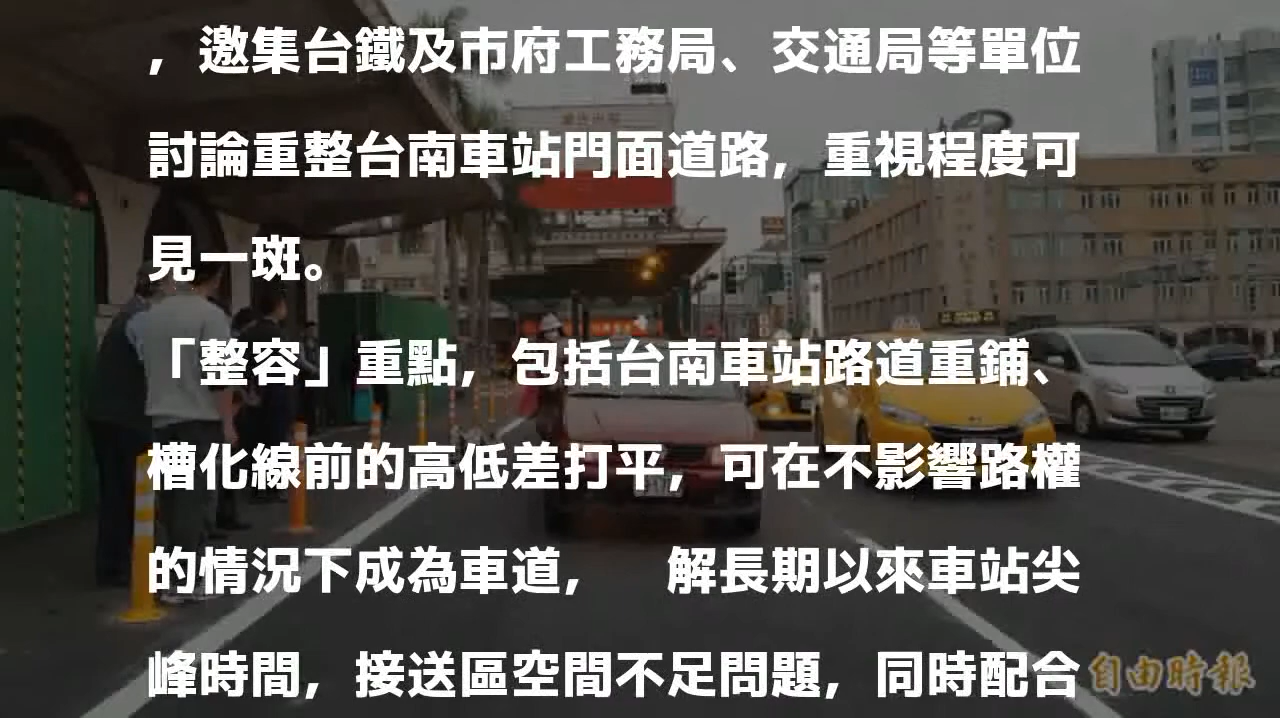 ，邀集台鐵及市府工務局、交通局等單位
討論重整台南車站門面道路，重視程度可
見一斑。
「整容」重點，包括台南車站路道重鋪、
槽化線前的高低差打平，可在不影響路權
的情況下成為車道，　解長期以來車站尖
峰時間，接送區空間不足問題，同時配合
自由時報